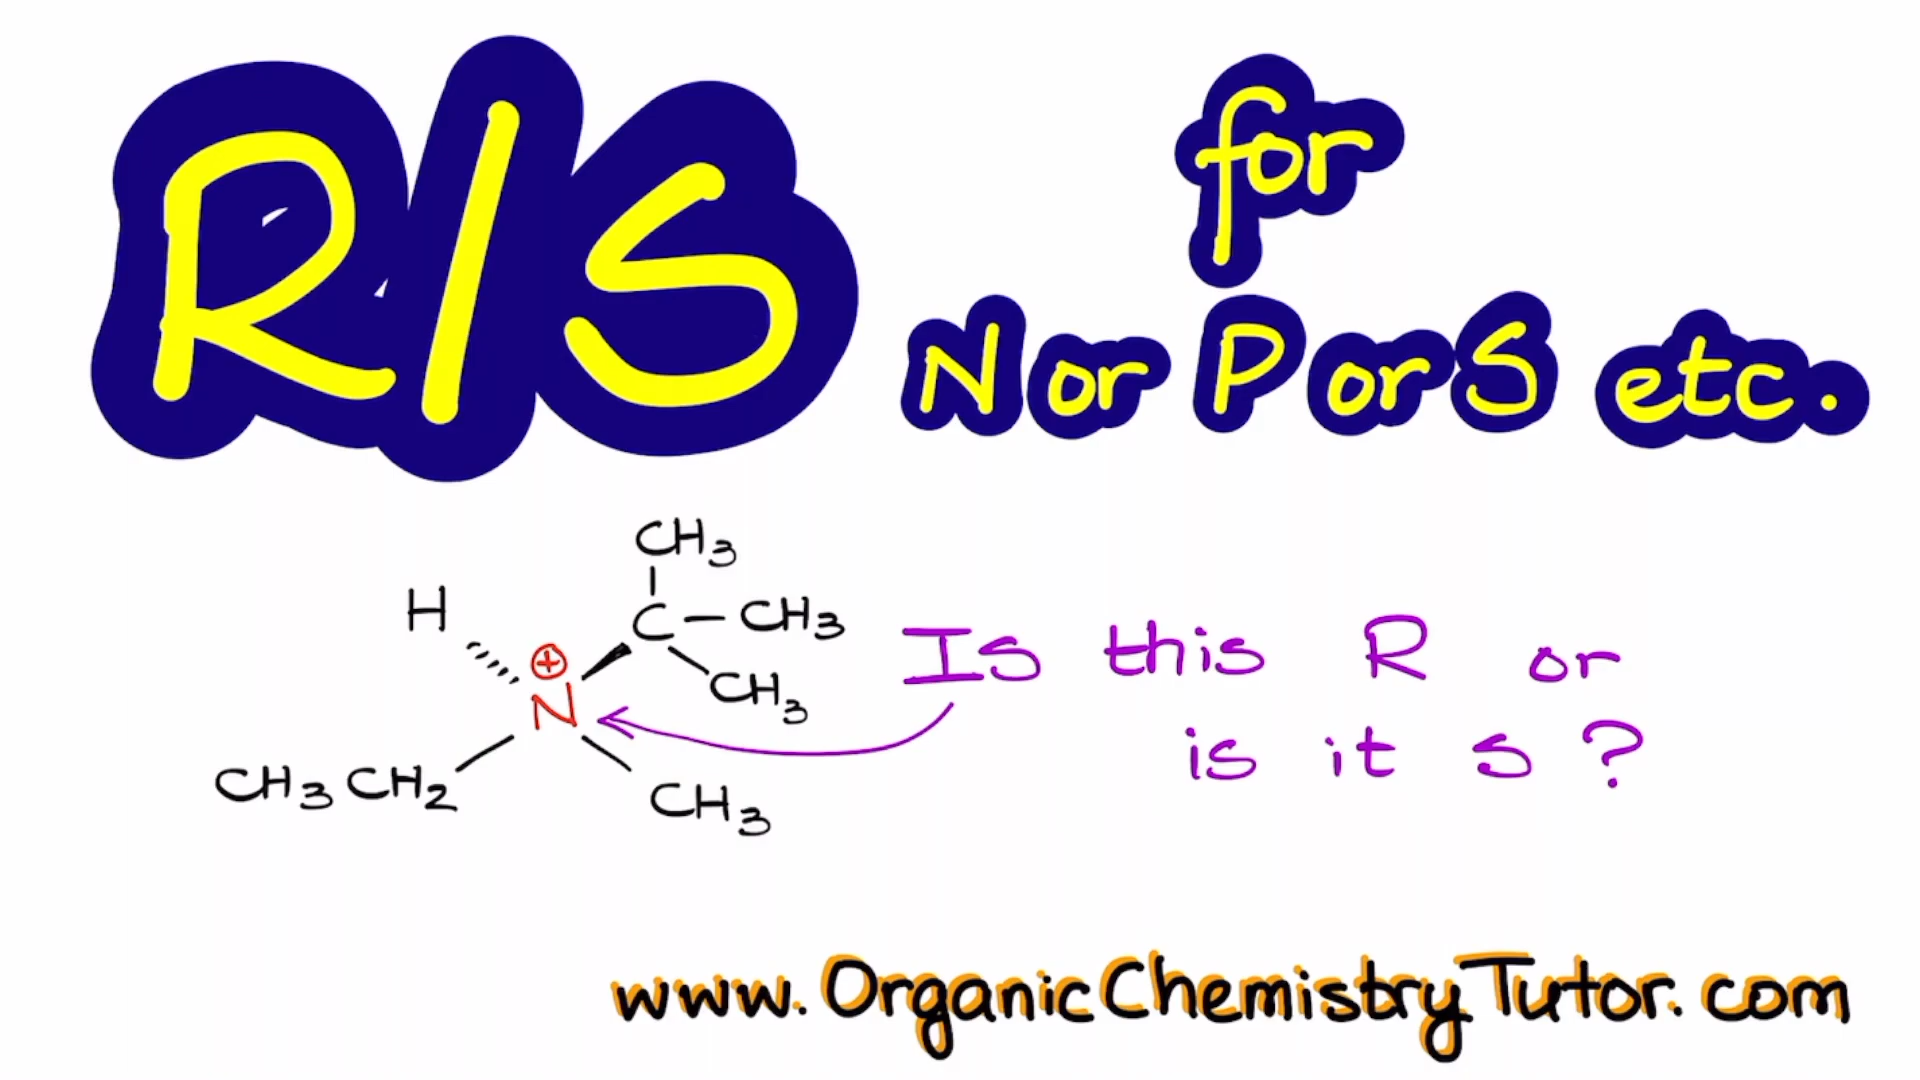 R/S for
N or P or S etc.
CH3
H C-CH3
⊕ CH3
N
CH3CH2 CH3
Is this R or
is it S?
www.OrganicChemistryTutor.com